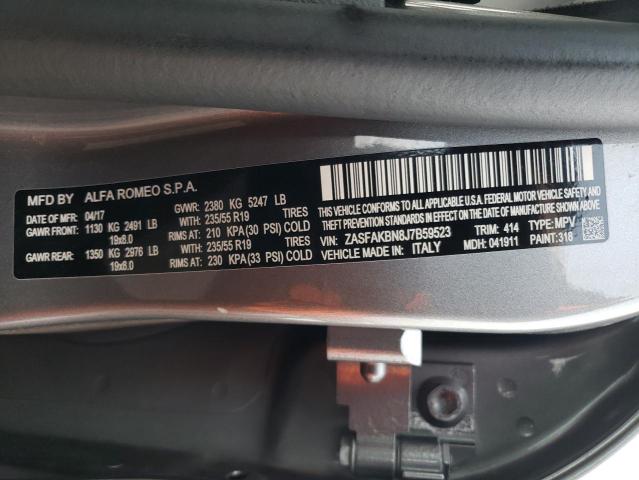 MFD BY ALFA ROMEO S.P.A.
DATE OF MFR 04/17 GVWR: 2380 KG 5247 LB
GAWR FRONT: 1130 KG 2491 LB 235/55 R19 TIRES
19x8.0 RIMS AT: 210 KPA(30 PSI) COLD
GAWR REAR: 1350 KG 2976 LB 235/55 R19 TIRES
19x8.0 RIMS AT: 230 KPA(33 PSI) COLD
THIS VEHICLE CONFORMS TO ALL APPLICABLE U.S.A. FEDERAL MOTOR VEHICLE SAFETY AND
THEFT PREVENTION STANDARDS IN EFFECT ON THE DATE OF MANUFACTURE SHOWN ABOVE
VIN: ZASFAKBN8J7B59523 TRIM: 414 TYPE: MPV
VEHICLE MADE IN: ITALY MDH: 041911 PAINT: 318